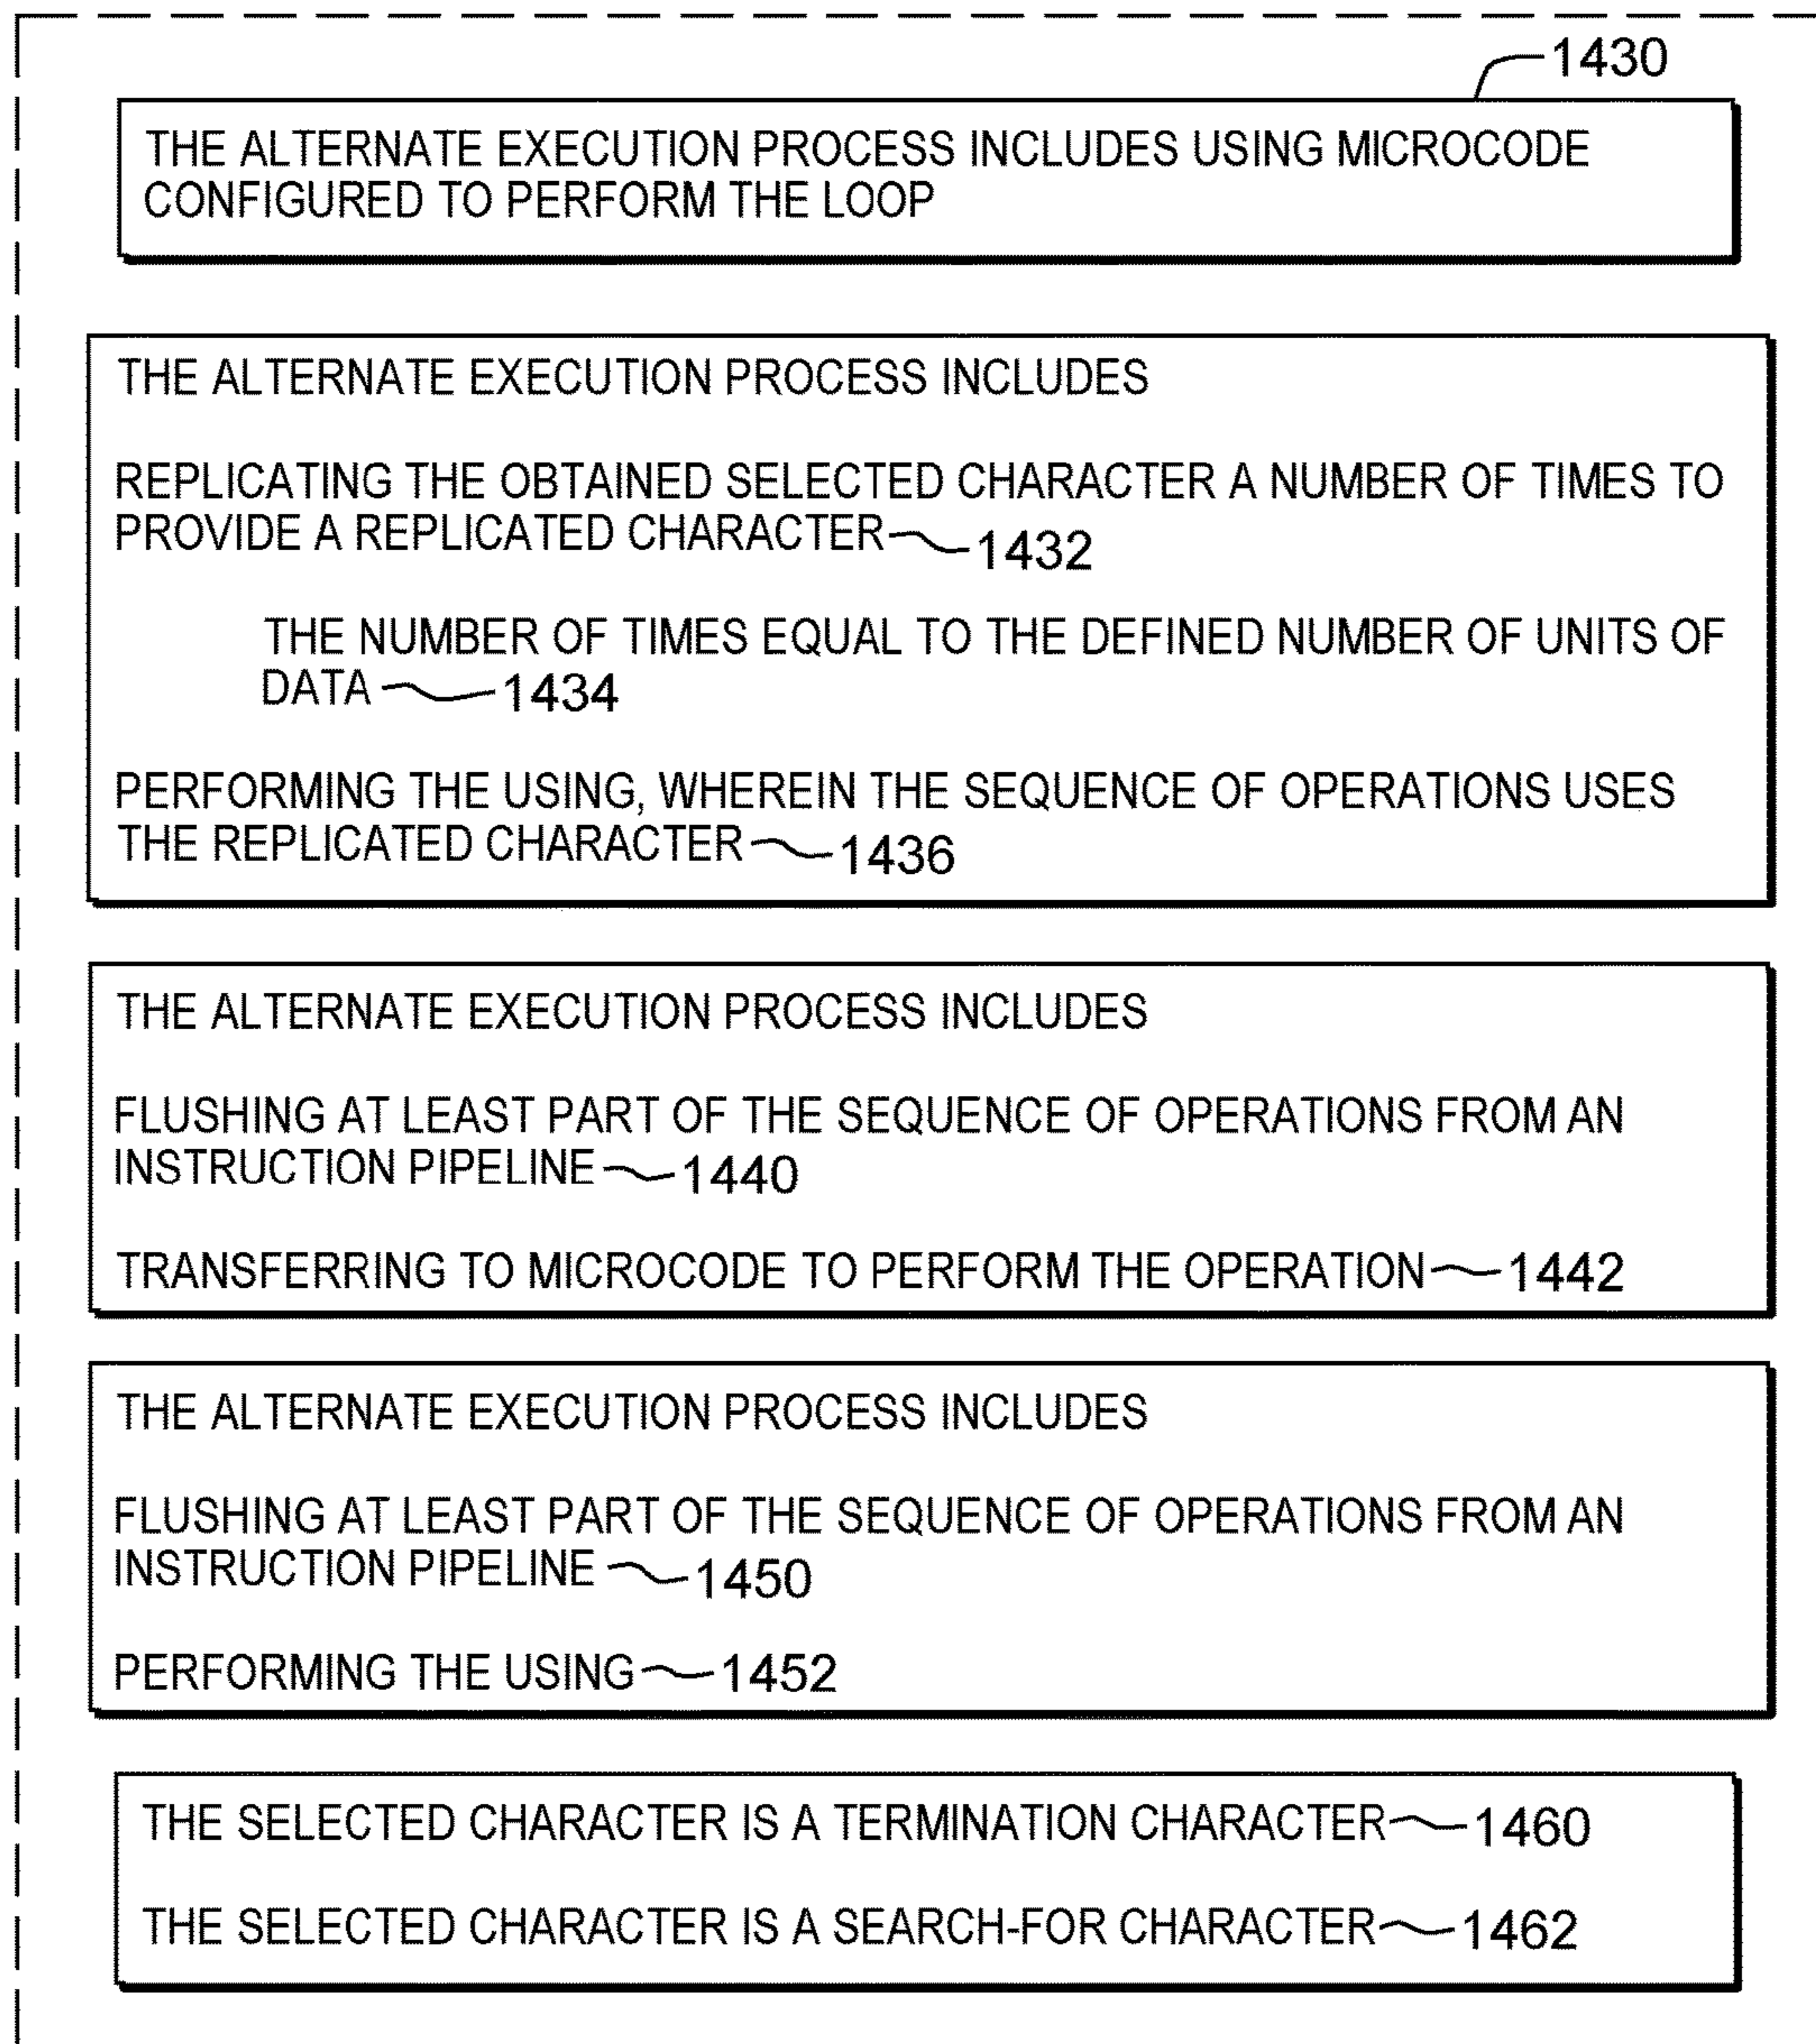 1430
THE ALTERNATE EXECUTION PROCESS INCLUDES USING MICROCODE
CONFIGURED TO PERFORM THE LOOP
THE ALTERNATE EXECUTION PROCESS INCLUDES
REPLICATING THE OBTAINED SELECTED CHARACTER A NUMBER OF TIMES TO
PROVIDE A REPLICATED CHARACTER 1432
THE NUMBER OF TIMES EQUAL TO THE DEFINED NUMBER OF UNITS OF
DATA 1434
PERFORMING THE USING, WHEREIN THE SEQUENCE OF OPERATIONS USES
THE REPLICATED CHARACTER 1436
THE ALTERNATE EXECUTION PROCESS INCLUDES
FLUSHING AT LEAST PART OF THE SEQUENCE OF OPERATIONS FROM AN
INSTRUCTION PIPELINE 1440
TRANSFERRING TO MICROCODE TO PERFORM THE OPERATION 1442
THE ALTERNATE EXECUTION PROCESS INCLUDES
FLUSHING AT LEAST PART OF THE SEQUENCE OF OPERATIONS FROM AN
INSTRUCTION PIPELINE 1450
PERFORMING THE USING 1452
THE SELECTED CHARACTER IS A TERMINATION CHARACTER 1460
THE SELECTED CHARACTER IS A SEARCH-FOR CHARACTER 1462